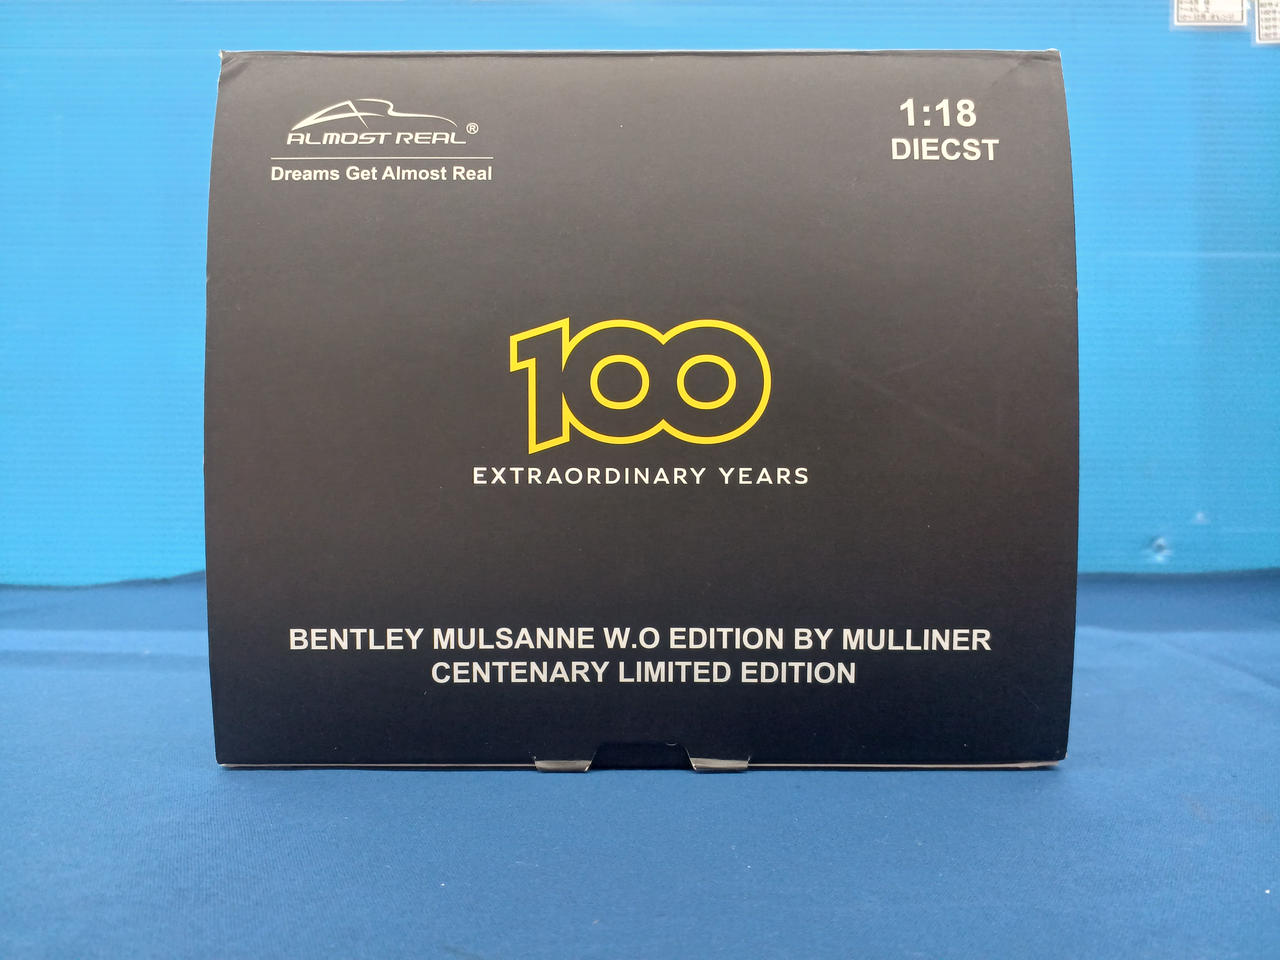 ALMOST REAL®
Dreams Get Almost Real
1:18
DIECST
100
EXTRAORDINARY YEARS
BENTLEY MULSANNE W.O EDITION BY MULLINER
CENTENARY LIMITED EDITION